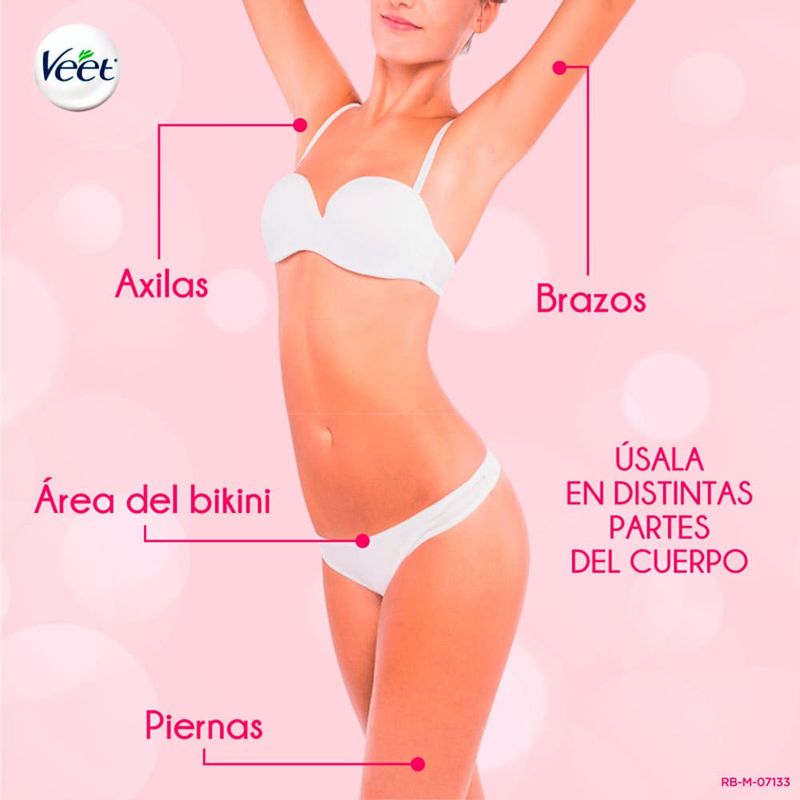 Veet
Axilas
Brazos
Área del bikini
ÚSALA
EN DISTINTAS
PARTES
DEL CUERPO
Piernas
RB-M-07133